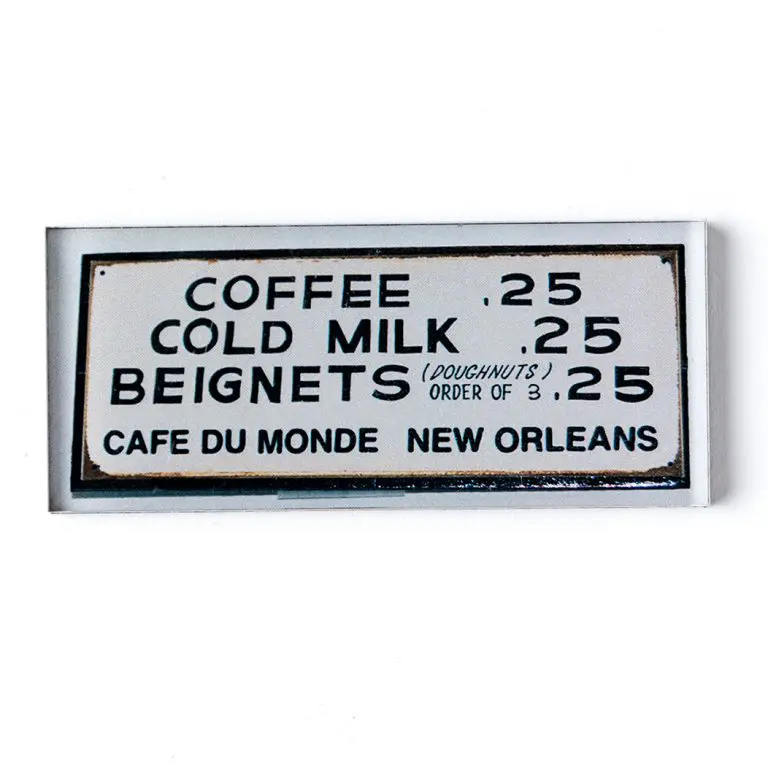 COFFEE .25
COLD MILK .25
BEIGNETS (DOUGHNUTS) ORDER OF 3 .25
CAFE DU MONDE NEW ORLEANS